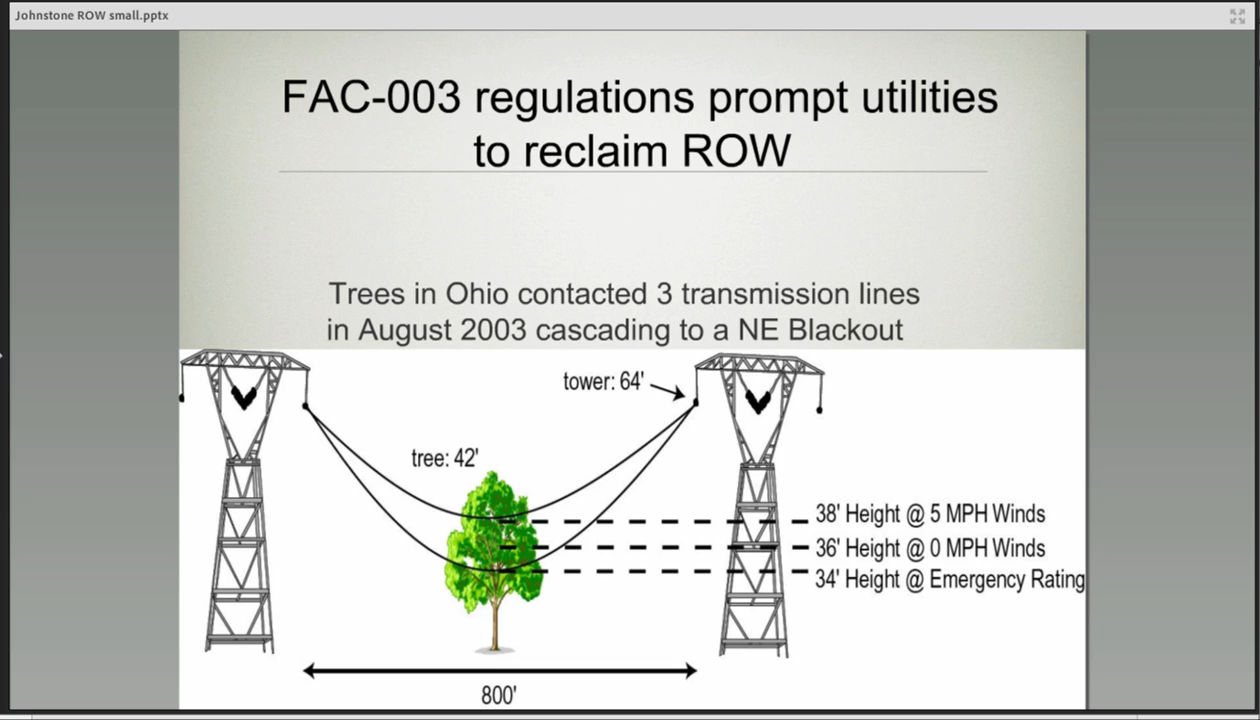 Johnstone ROW small.pptx
FAC-003 regulations prompt utilities
to reclaim ROW
Trees in Ohio contacted 3 transmission lines
in August 2003 cascading to a NE Blackout
tower: 64'
tree: 42'
38' Height @ 5 MPH Winds
36' Height @ 0 MPH Winds
34' Height @ Emergency Rating
800'